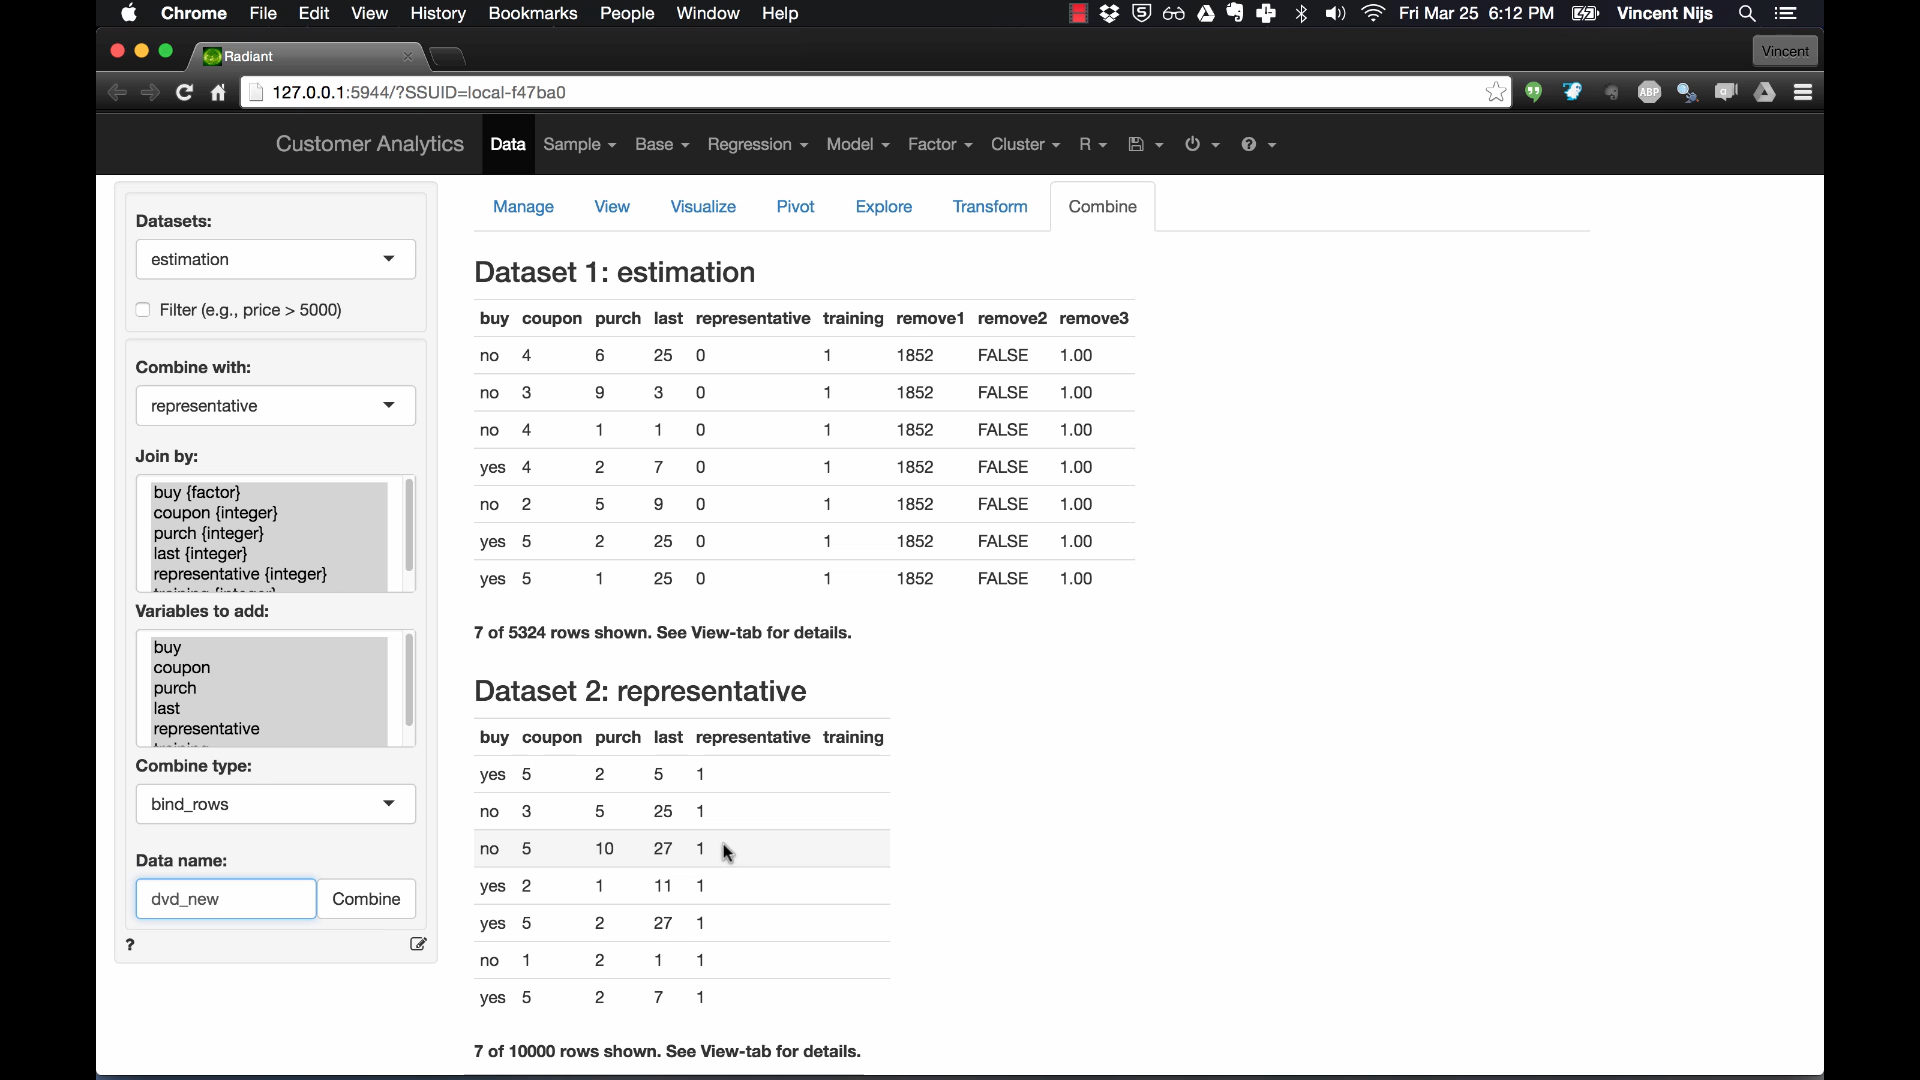 Chrome File Edit View History Bookmarks People Window Help Fri Mar 25 6:12 PM Vincent Nijs
Radiant Vincent
127.0.0.1:5944/?SSUID=local-f47ba0 ABP
Customer Analytics Data Sample Base Regression Model Factor Cluster R
Manage View Visualize Pivot Explore Transform Combine
Datasets:
estimation
Filter (e.g., price > 5000)
Combine with:
representative
Join by:
buy {factor}
coupon {integer}
purch {integer}
last {integer}
representative {integer}
training {integer}
Variables to add:
buy
coupon
purch
last
representative
training
Combine type:
bind_rows
Data name:
dvd_new Combine
?
Dataset 1: estimation
buy coupon purch last representative training remove1 remove2 remove3
no 4 6 25 0 1 1852 FALSE 1.00
no 3 9 3 0 1 1852 FALSE 1.00
no 4 1 1 0 1 1852 FALSE 1.00
yes 4 2 7 0 1 1852 FALSE 1.00
no 2 5 9 0 1 1852 FALSE 1.00
yes 5 2 25 0 1 1852 FALSE 1.00
yes 5 1 25 0 1 1852 FALSE 1.00
7 of 5324 rows shown. See View-tab for details.
Dataset 2: representative
buy coupon purch last representative training
yes 5 2 5 1
no 3 5 25 1
no 5 10 27 1
yes 2 1 11 1
yes 5 2 27 1
no 1 2 1 1
yes 5 2 7 1
7 of 10000 rows shown. See View-tab for details.